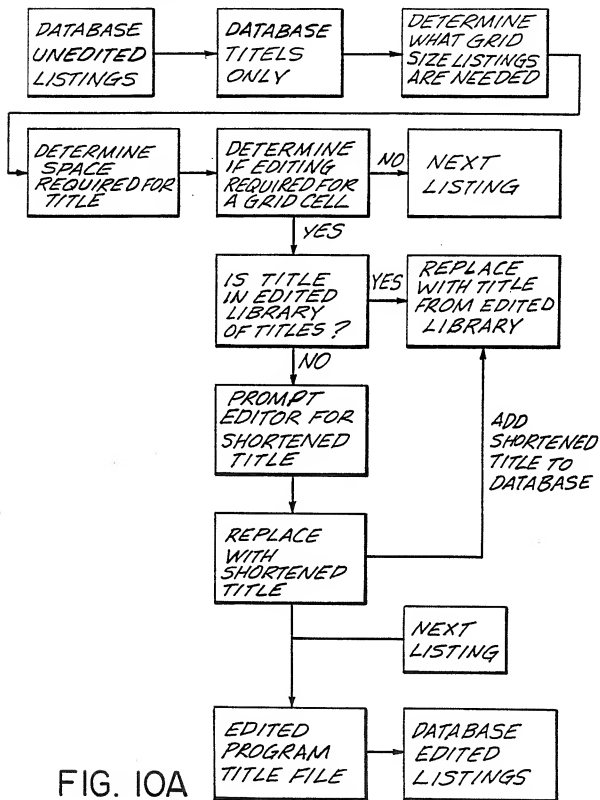 DATABASE
UNEDITED
LISTINGS
DATABASE
TITELS
ONLY
DETERMINE
WHAT GRID
SIZE LISTINGS
ARE NEEDED
DETERMINE
SPACE
REQUIRED FOR
TITLE
DETERMINE
IF EDITING
REQUIRED FOR
A GRID CELL
NO
NEXT
LISTING
YES
IS TITLE
IN EDITED
LIBRARY
OF TITLES?
YES
REPLACE
WITH TITLE
FROM EDITED
LIBRARY
NO
PROMPT
EDITOR FOR
SHORTENED
TITLE
ADD
SHORTENED
TITLE TO
DATABASE
REPLACE
WITH
SHORTENED
TITLE
NEXT
LISTING
EDITED
PROGRAM
TITLE FILE
DATABASE
EDITED
LISTINGS
FIG. 10A